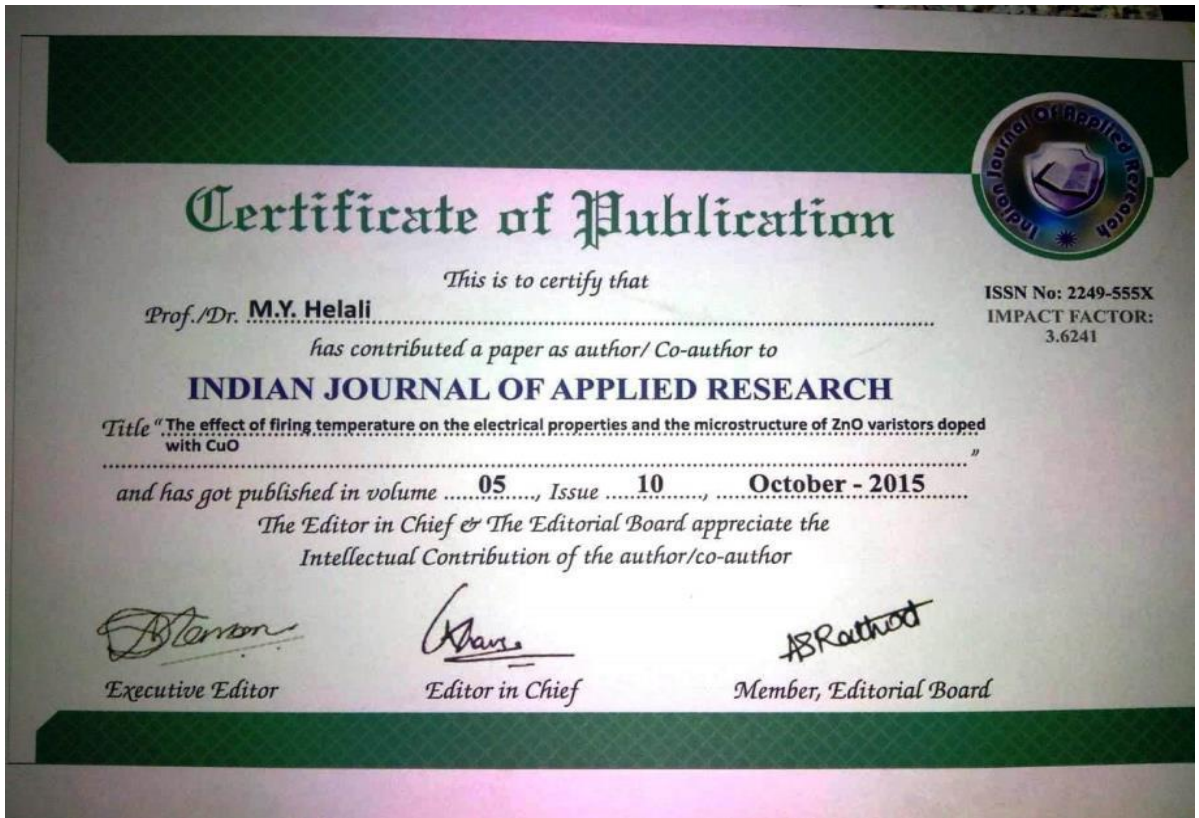 Certificate of Publication
Indian Journal Of Applied Research
This is to certify that
ISSN No: 2249-555X
Prof./Dr. M.Y. Helali
IMPACT FACTOR:
3.6241
has contributed a paper as author/ Co-author to
INDIAN JOURNAL OF APPLIED RESEARCH
Title " The effect of firing temperature on the electrical properties and the microstructure of ZnO varistors doped
with CuO
"
and has got published in volume ......05....., Issue ....10......, .....October - 2015......
The Editor in Chief & The Editorial Board appreciate the
Intellectual Contribution of the author/co-author
ABRathod
Executive Editor Editor in Chief Member, Editorial Board